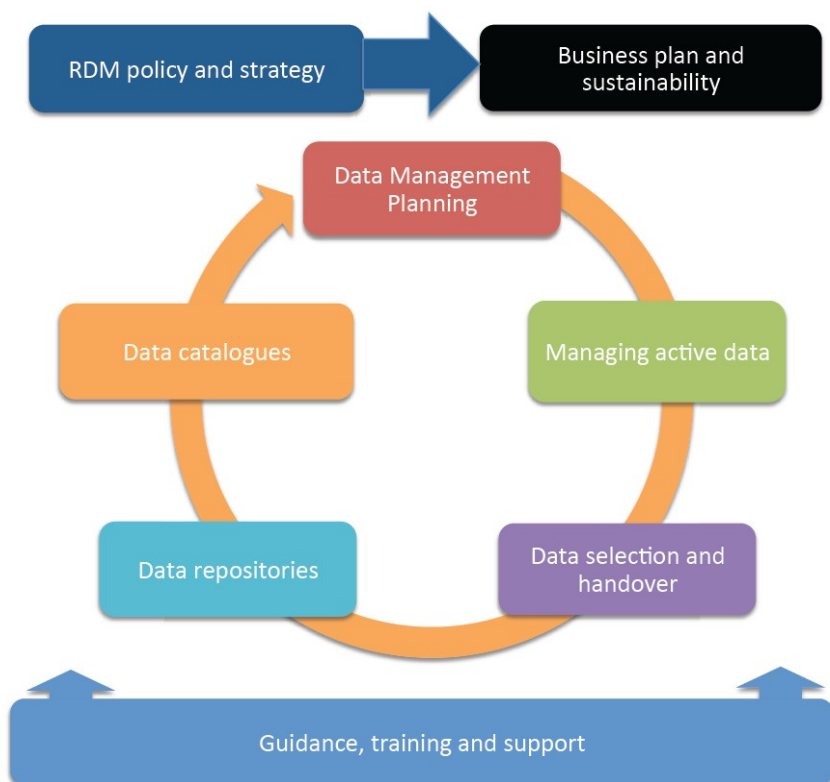 RDM policy and strategy
Business plan and
sustainability
Data Management
Planning
Data catalogues
Managing active data
Data repositories
Data selection and
handover
Guidance, training and support